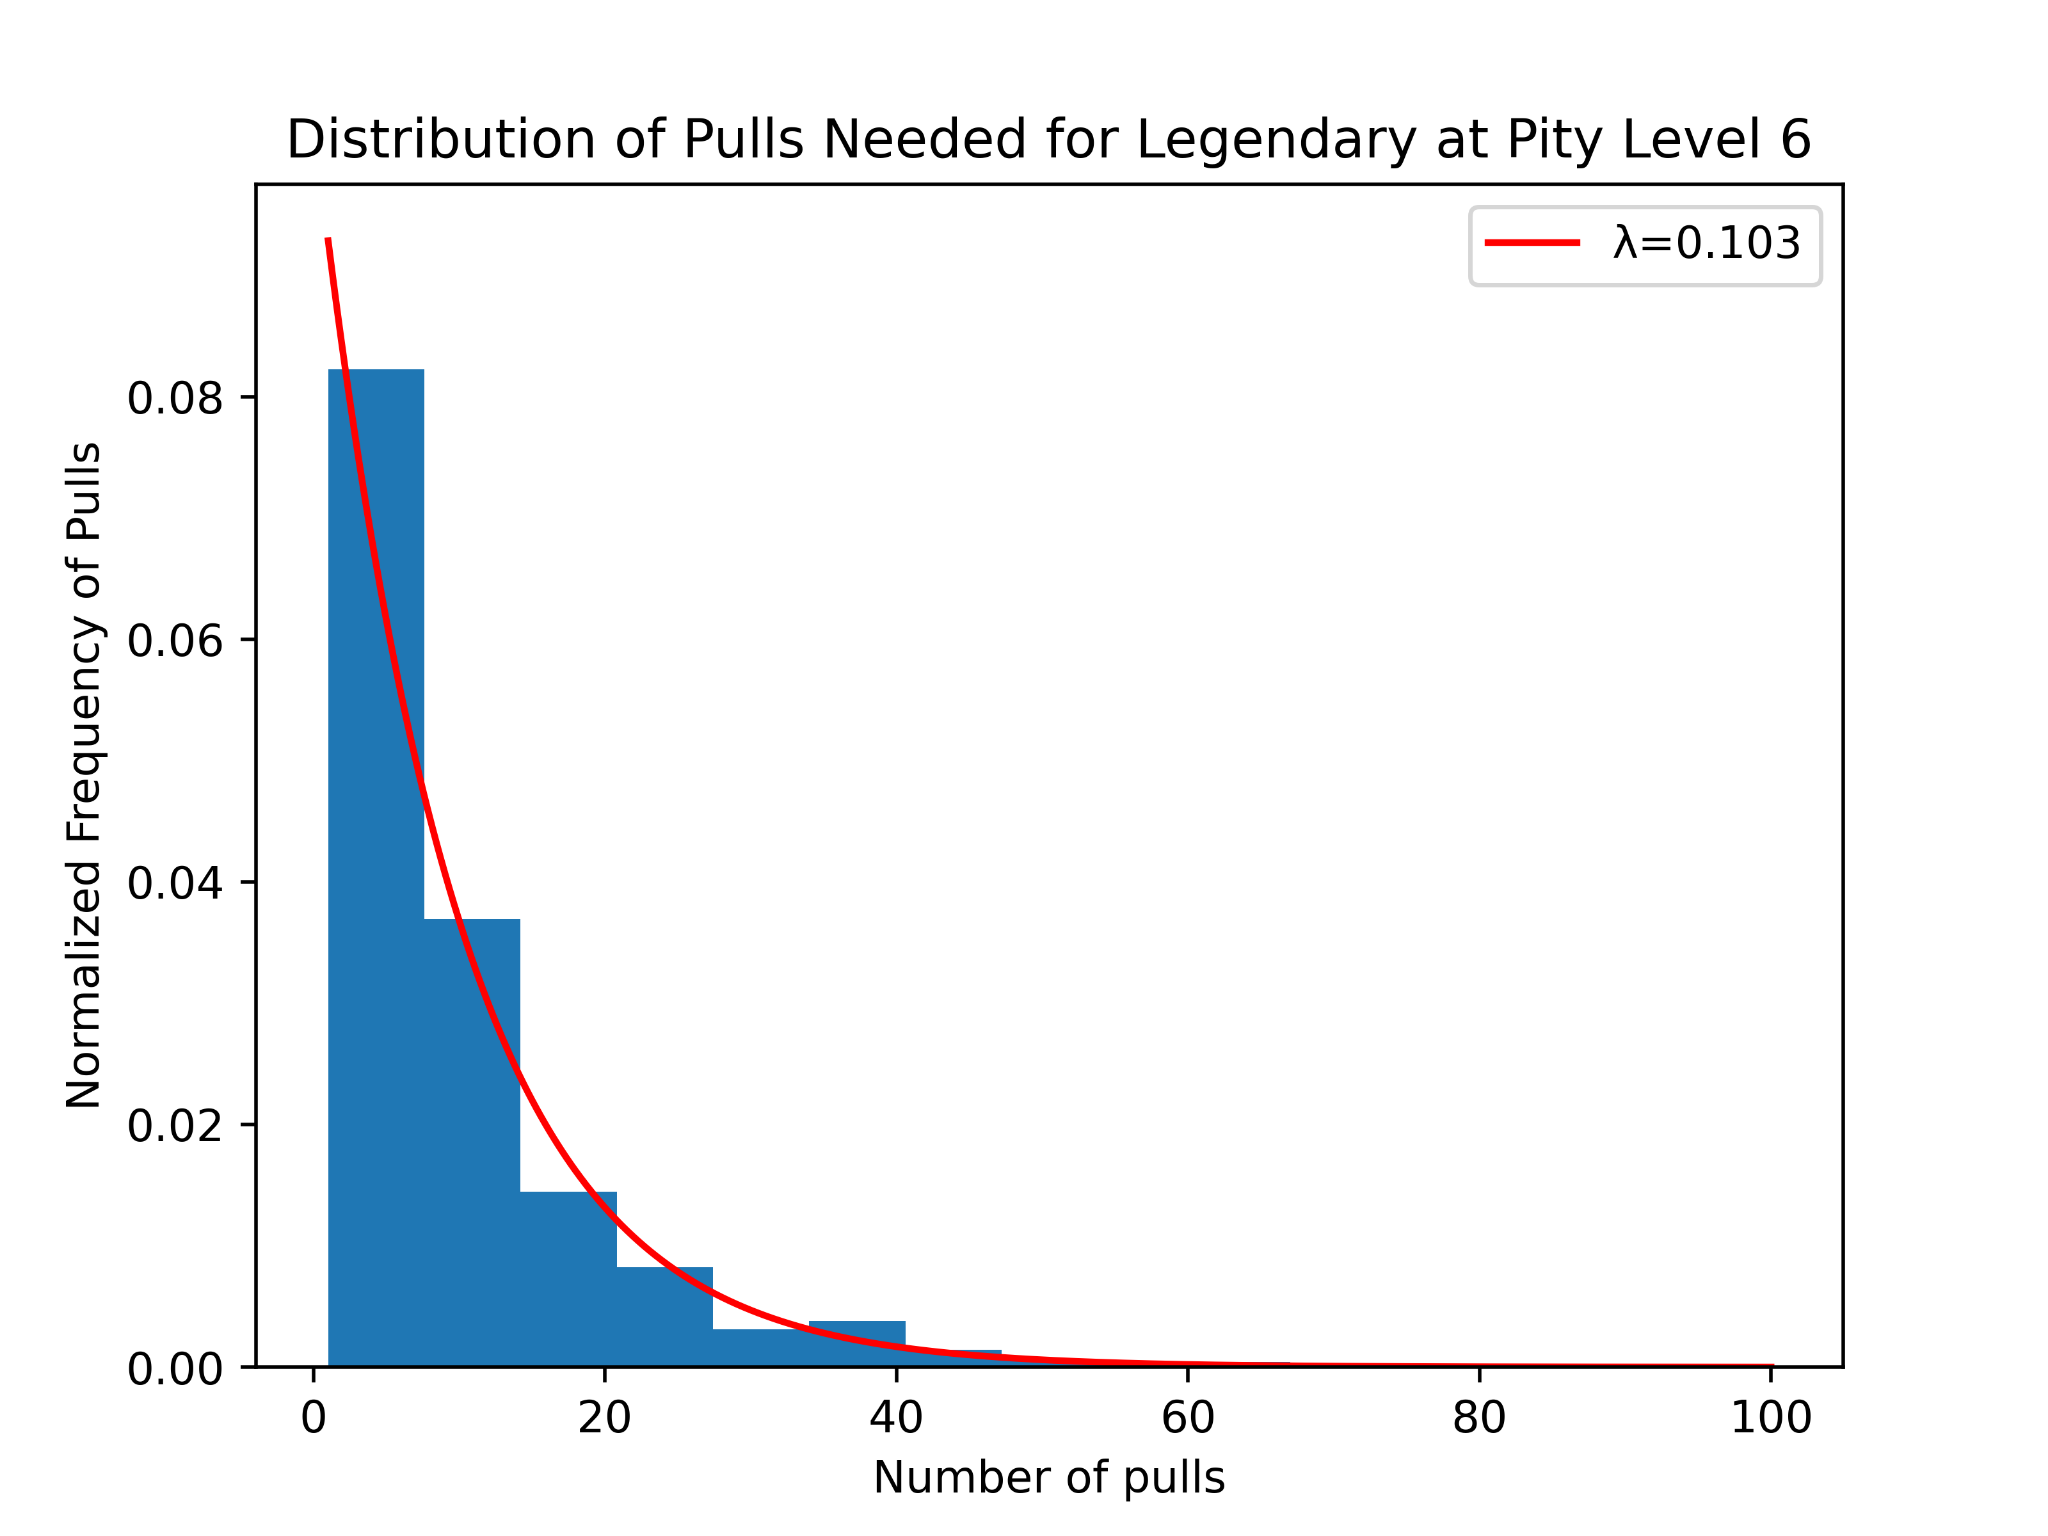 Distribution of Pulls Needed for Legendary at Pity Level 6
λ=0.103
Normalized Frequency of Pulls
0.08
0.06
0.04
0.02
0.00
0 20 40 60 80 100
Number of pulls